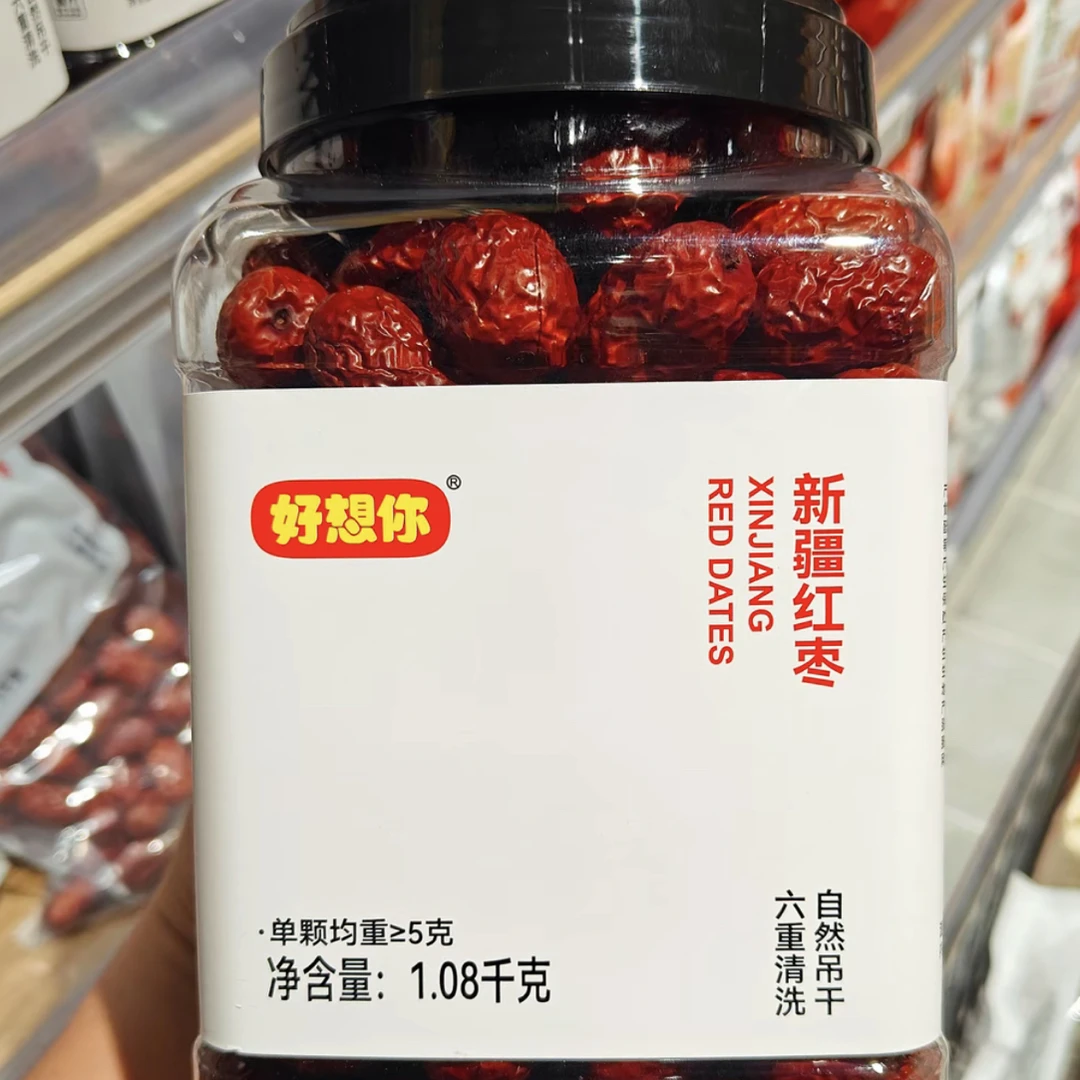 好想你®
新疆红枣
XINJIANG
RED DATES
·单颗均重≥5克
净含量：1.08千克
自然吊干
六重清洗